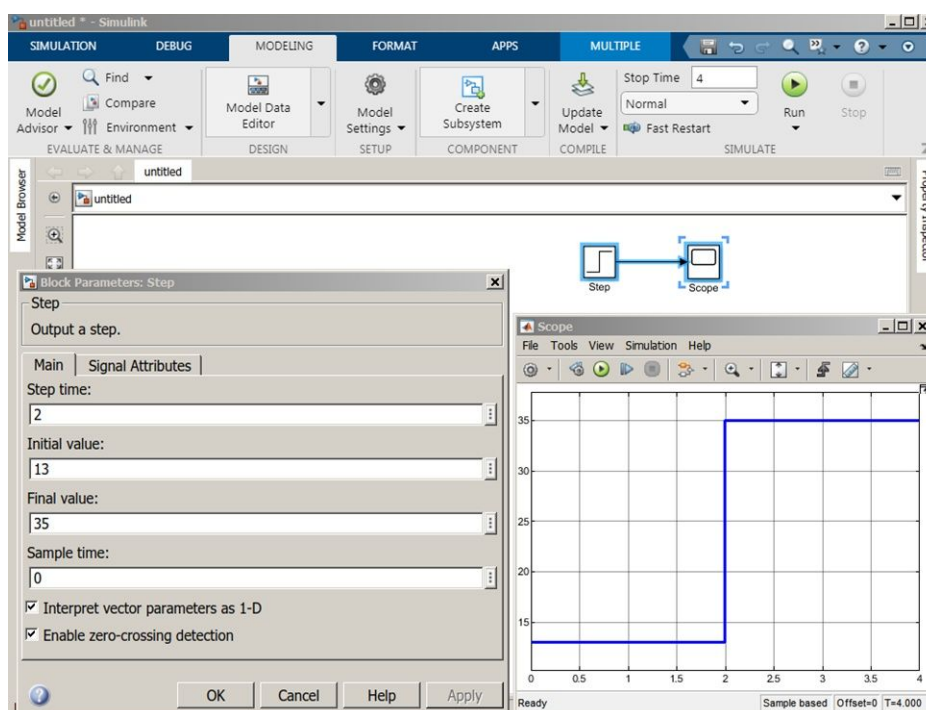 untitled * - Simulink
SIMULATION DEBUG MODELING FORMAT APPS MULTIPLE
Model Advisor
Find
Compare
Environment
Model Data Editor
Model Settings
Create Subsystem
Update Model
Stop Time 4
Normal
Fast Restart
Run
Stop
EVALUATE & MANAGE DESIGN SETUP COMPONENT COMPILE SIMULATE
Model Browser
untitled
untitled
Property Inspector
Step
Scope
Block Parameters: Step
Step
Output a step.
Main Signal Attributes
Step time:
2
Initial value:
13
Final value:
35
Sample time:
0
Interpret vector parameters as 1-D
Enable zero-crossing detection
OK Cancel Help Apply
Scope
File Tools View Simulation Help
35
30
25
20
15
0 0.5 1 1.5 2 2.5 3 3.5 4
Ready Sample based Offset=0 T=4.000